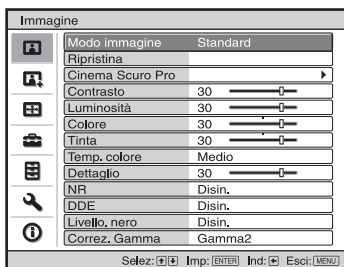 Immagine
Modo immagine Standard
Ripristina
Cinema Scuro Pro
Contrasto 30
Luminosità 30
Colore 30
Tinta 30
Temp. colore Medio
Dettaglio 30
NR Disin.
DDE Disin.
Livello. nero Disin.
Correz. Gamma Gamma2
Selez: Imp: ENTER Ind: Esci: MENU